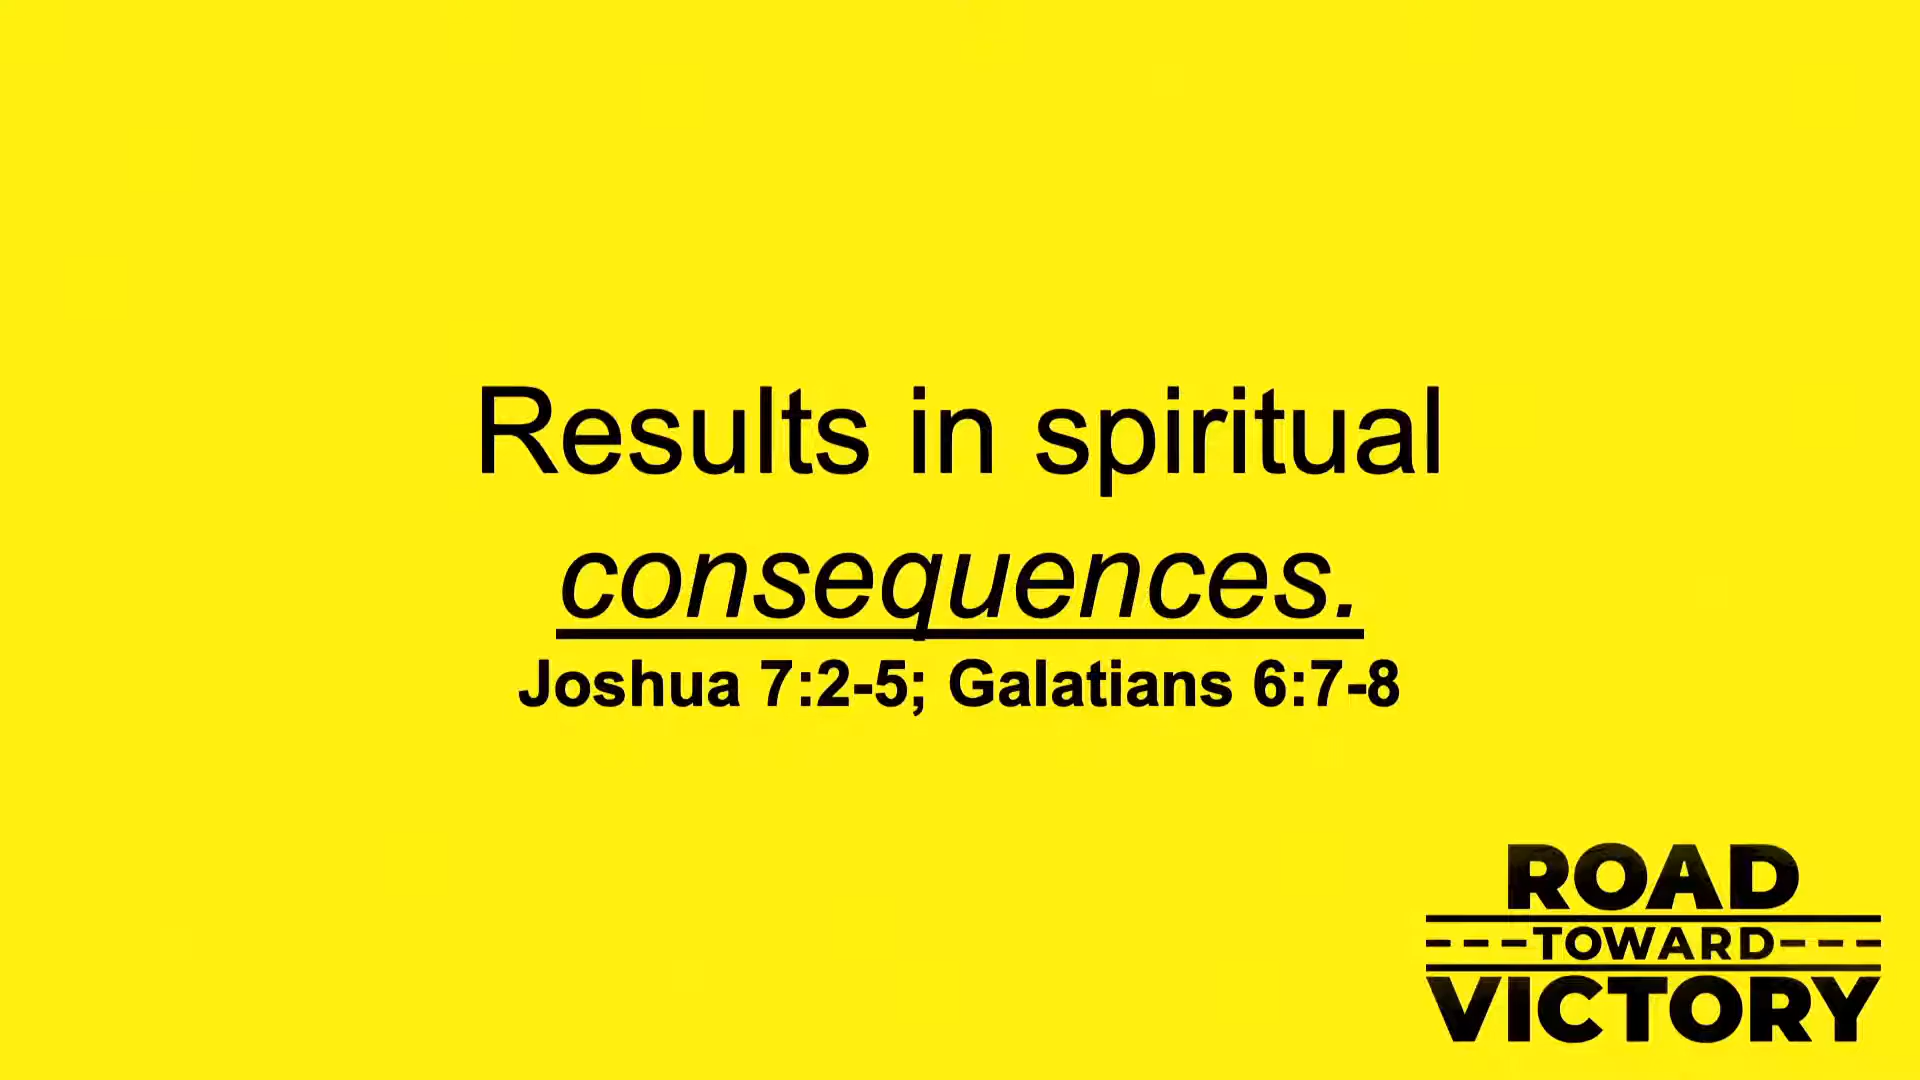 Results in spiritual
consequences.
Joshua 7:2-5; Galatians 6:7-8
ROAD
TOWARD
VICTORY